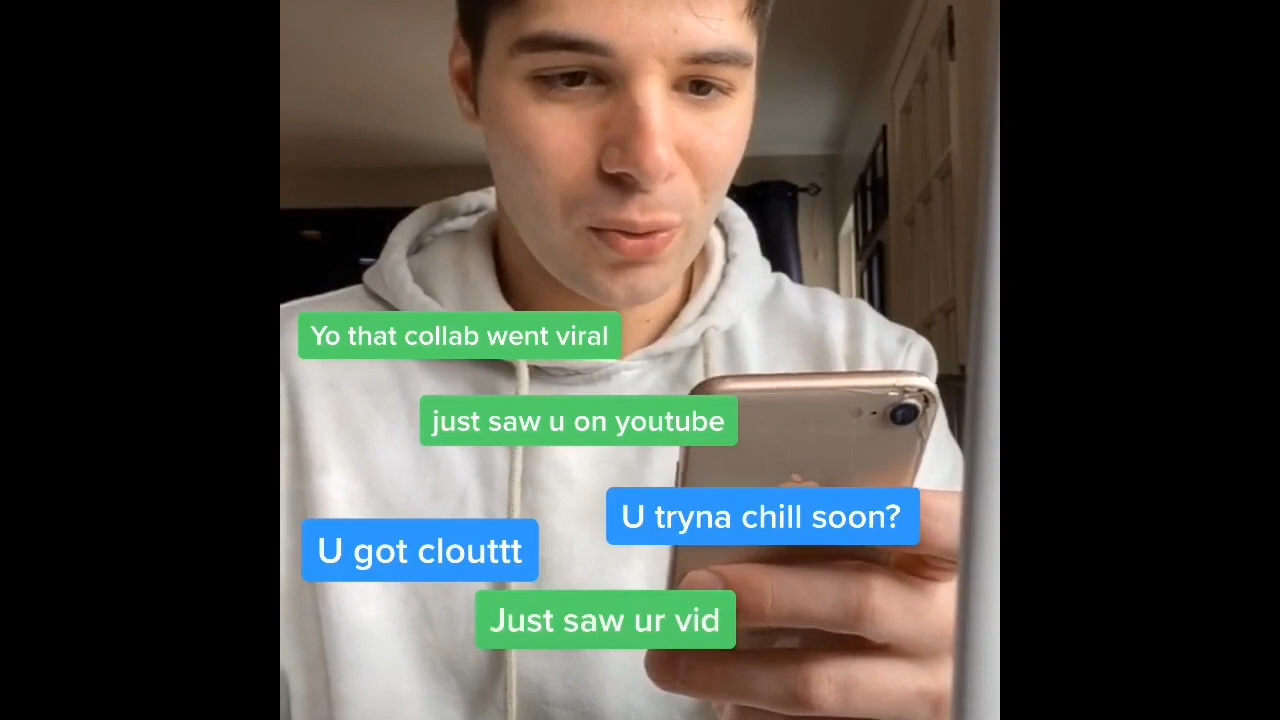 Yo that collab went viral
just saw u on youtube
U tryna chill soon?
U got clouttt
Just saw ur vid